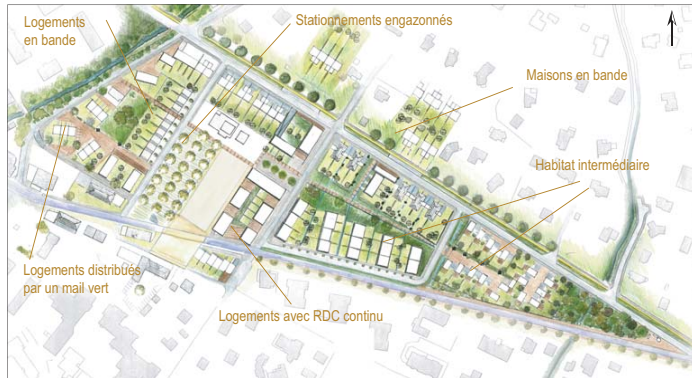 Logements
en bande
Stationnements engazonnés
Maisons en bande
Habitat intermédiaire
Logements distribués
par un mail vert
Logements avec RDC continu